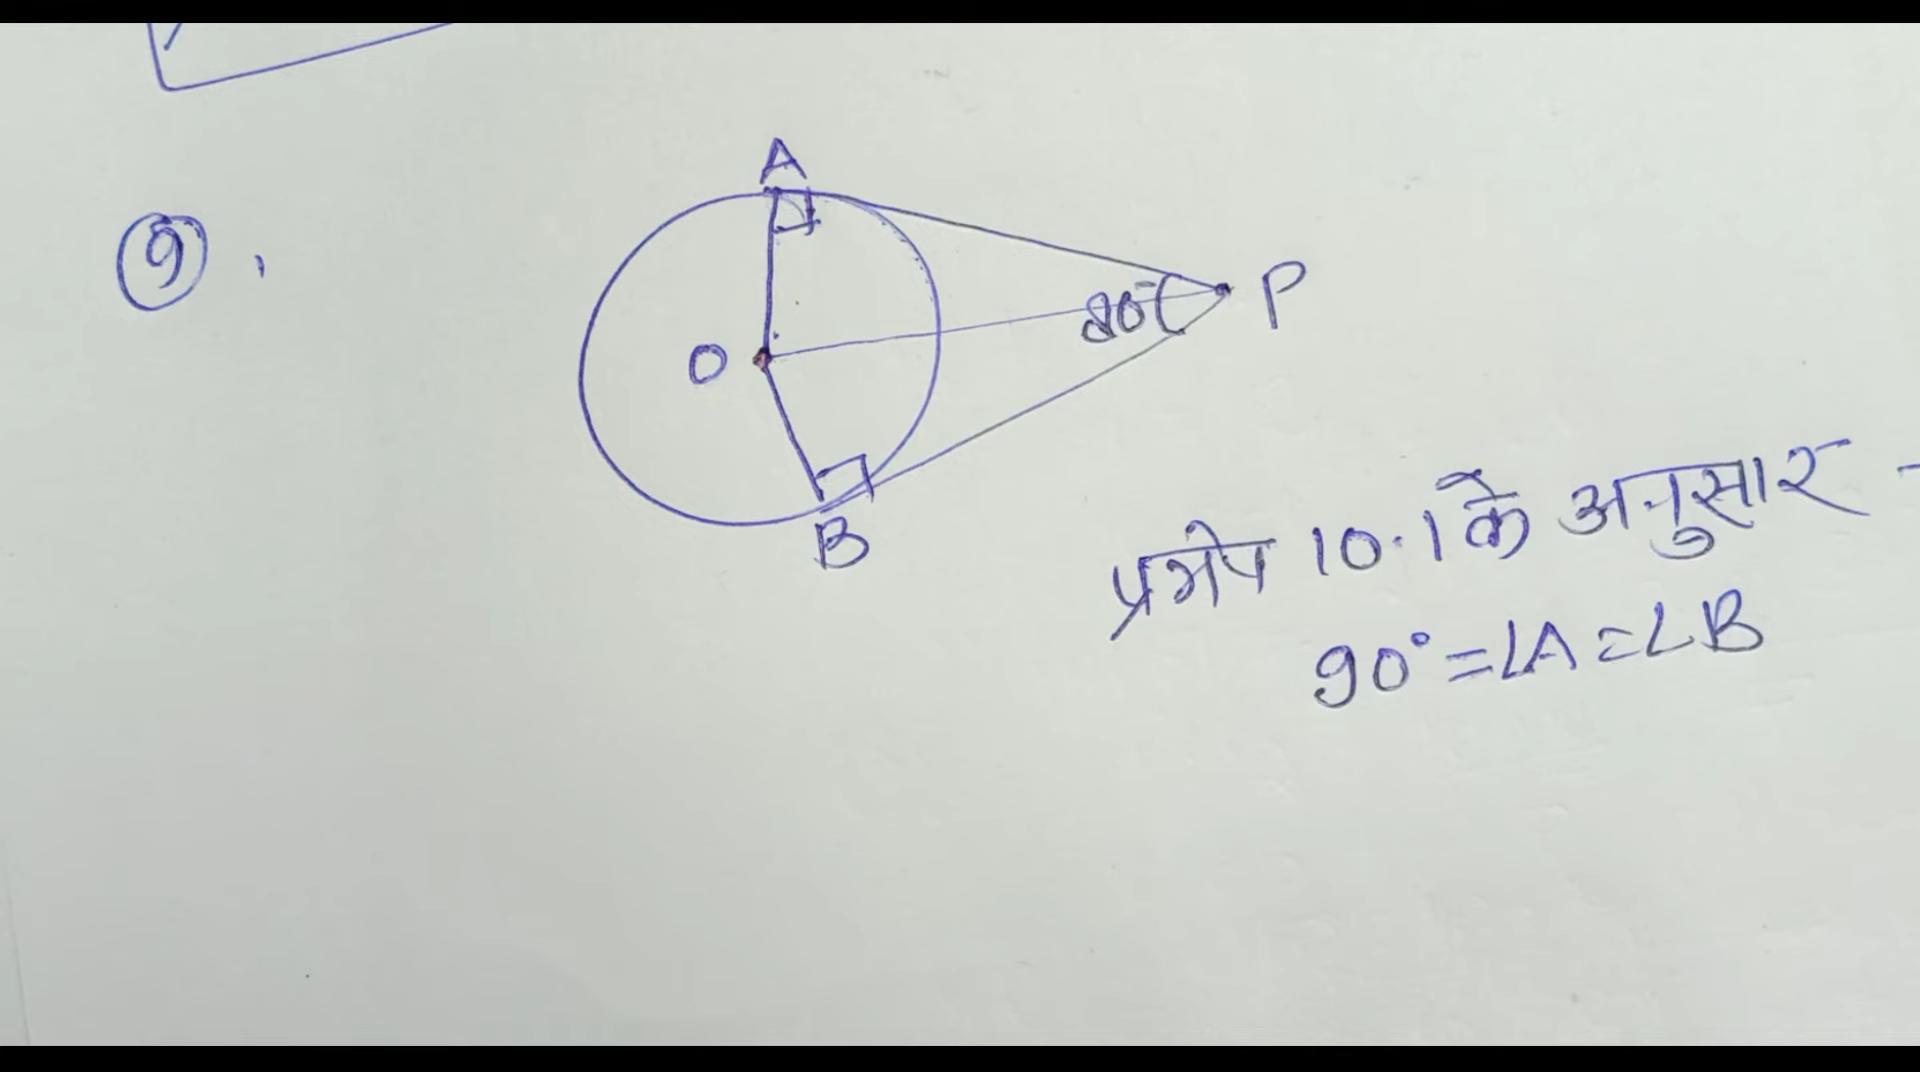 9.
A
80°
P
O
B
प्रमेय 10.1 के अनुसार -
90° = ∠A = ∠B